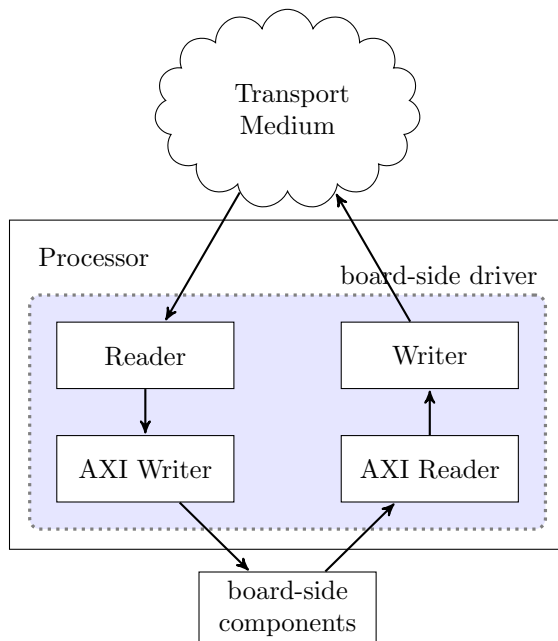 Transport
Medium
Processor
board-side driver
Reader
Writer
AXI Writer
AXI Reader
board-side
components